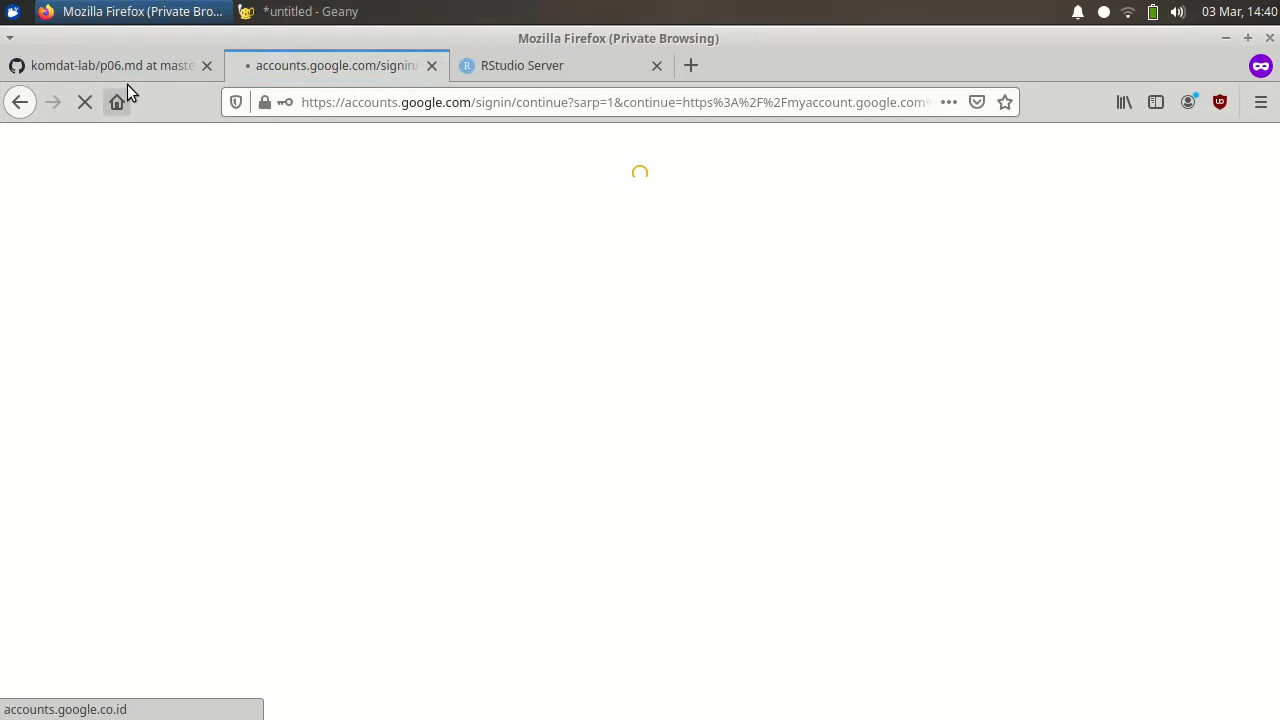 Mozilla Firefox (Private Bro...
*untitled - Geany
03 Mar, 14:40
Mozilla Firefox (Private Browsing)
komdat-lab/p06.md at maste
accounts.google.com/signin/
RStudio Server
https://accounts.google.com/signin/continue?sarp=1&continue=https%3A%2F%2Fmyaccount.google.com%
accounts.google.co.id